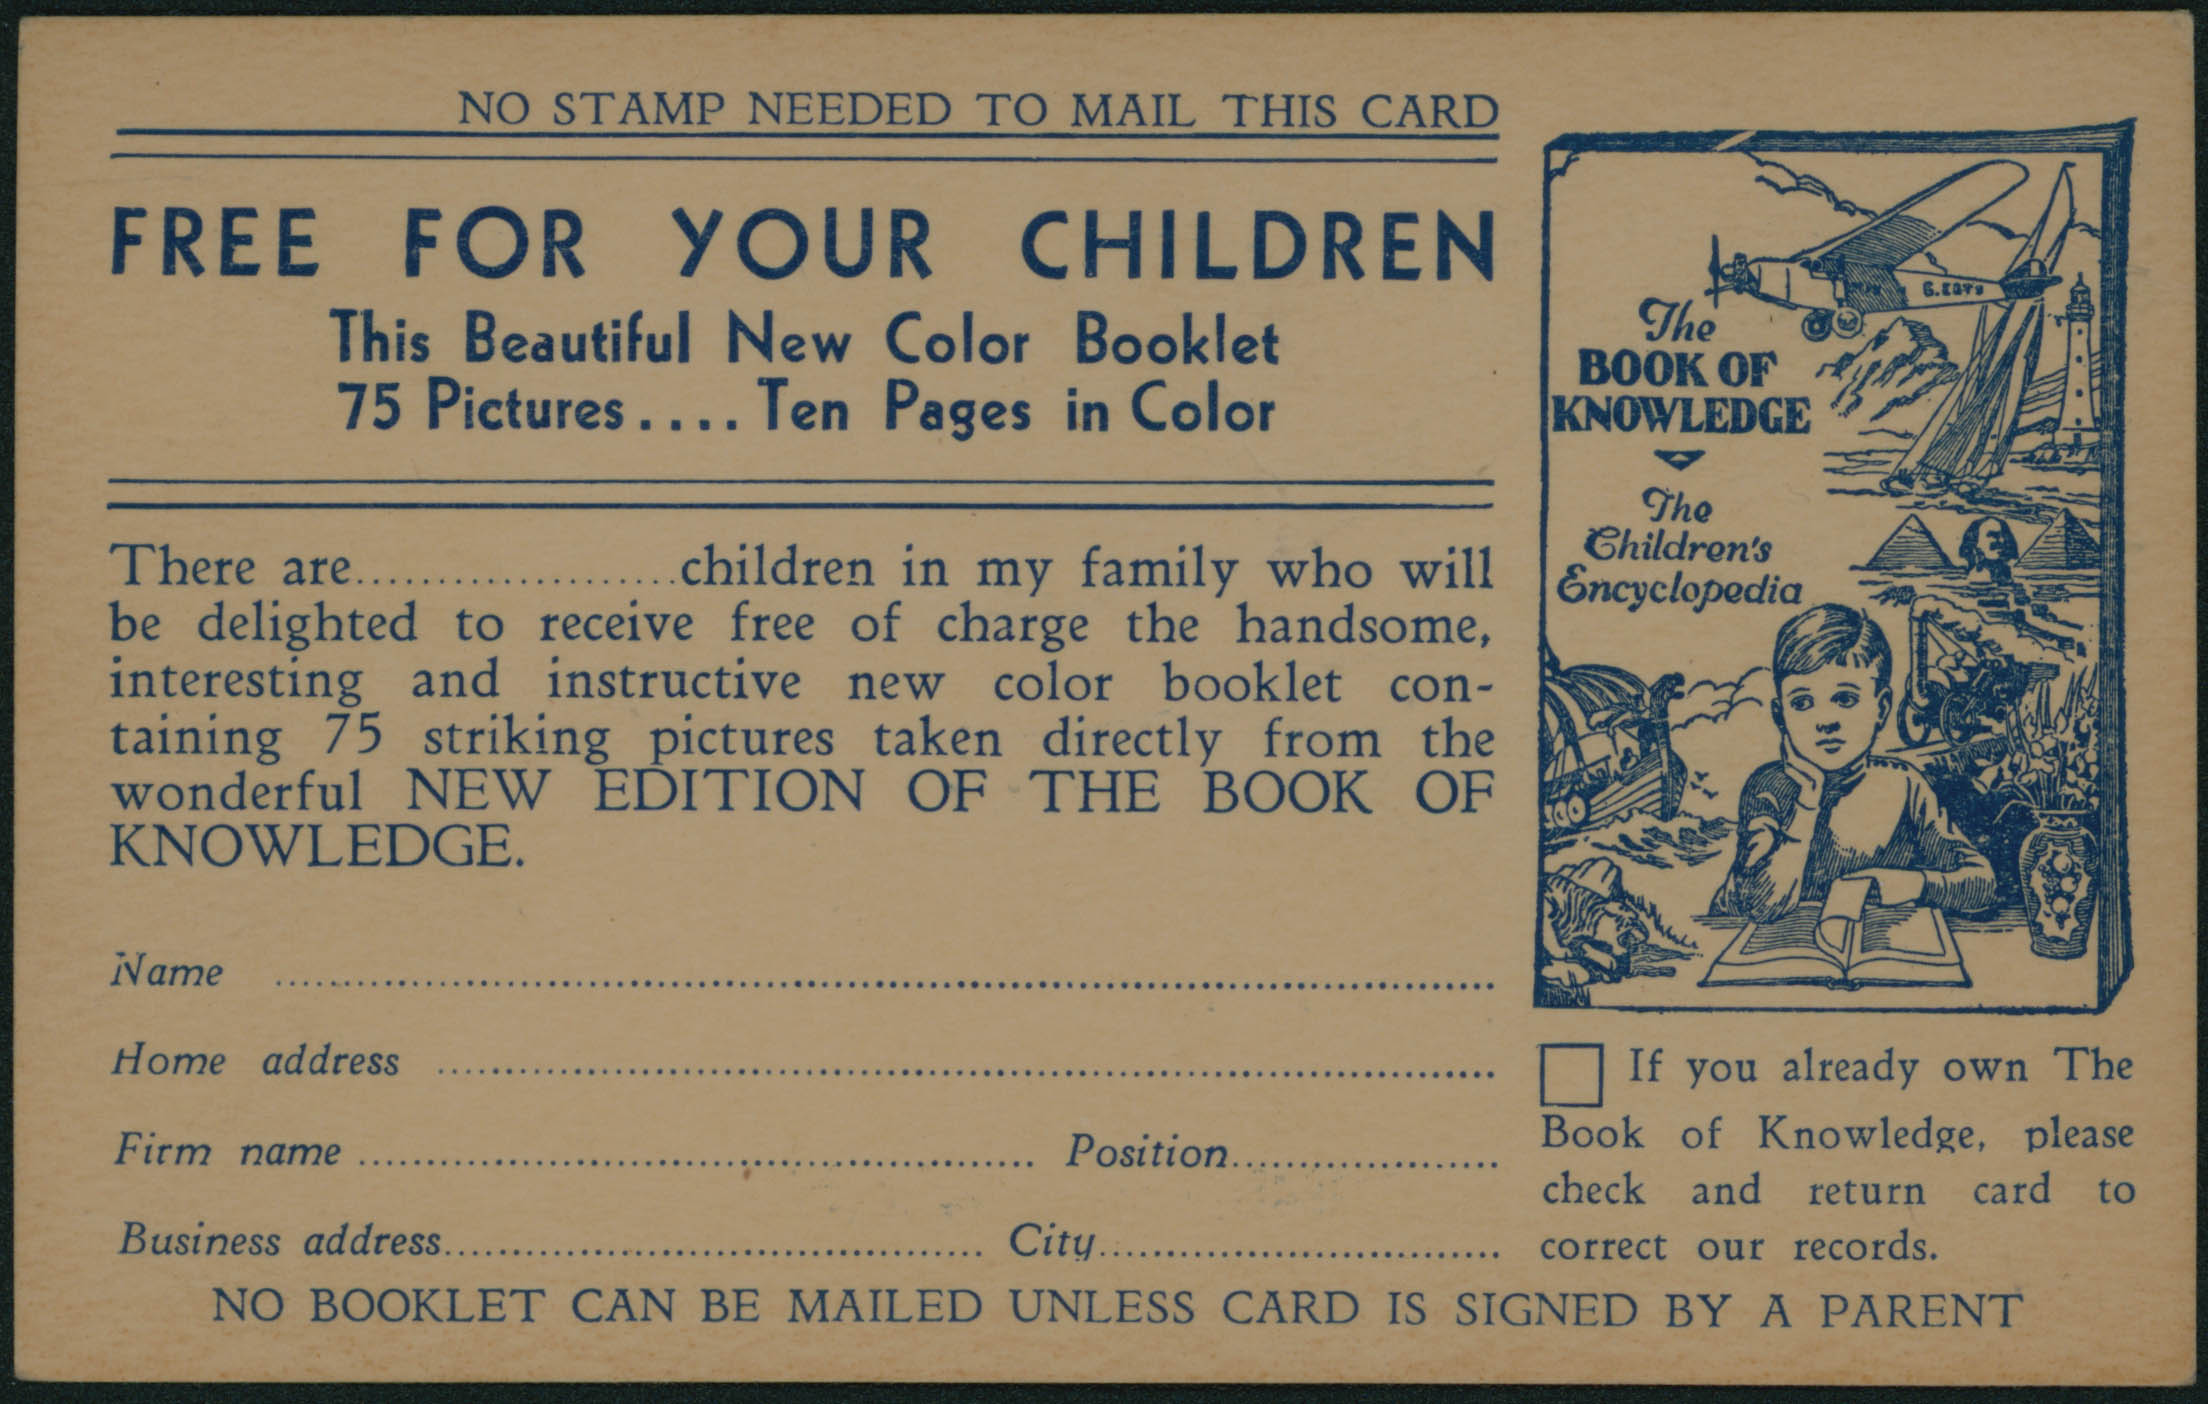 NO STAMP NEEDED TO MAIL THIS CARD
FREE FOR YOUR CHILDREN
This Beautiful New Color Booklet
75 Pictures.... Ten Pages in Color
There are.....................children in my family who will
be delighted to receive free of charge the handsome,
interesting and instructive new color booklet con-
taining 75 striking pictures taken directly from the
wonderful NEW EDITION OF THE BOOK OF
KNOWLEDGE.
Name ..............................
Home address ..............................
Firm name .............................. Position....................
Business address.............................. City..............................
The
BOOK OF
KNOWLEDGE
The
Children's
Encyclopedia
If you already own The
Book of Knowledge, please
check and return card to
correct our records.
NO BOOKLET CAN BE MAILED UNLESS CARD IS SIGNED BY A PARENT